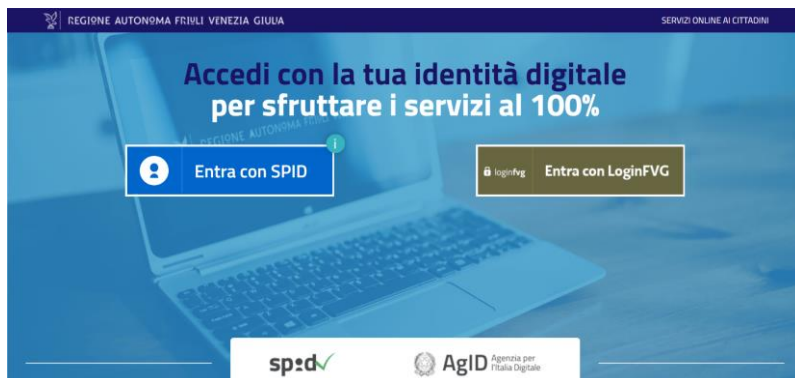 REGIONE AUTONOMA FRIULI VENEZIA GIULIA
SERVIZI ONLINE AI CITTADINI
Accedi con la tua identità digitale
per sfruttare i servizi al 100%
REGIONE AUTONOMA FRIULI
i
Entra con SPID
loginfvg Entra con LoginFVG
spid
AgID Agenzia per
l'Italia Digitale